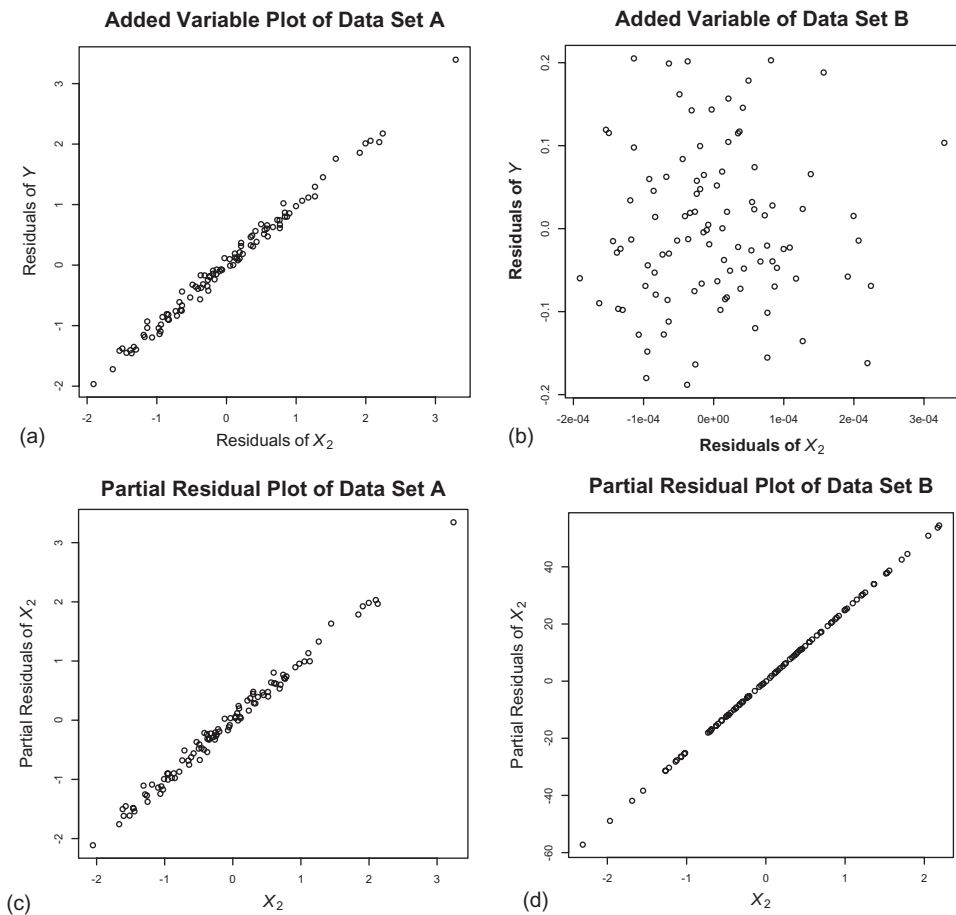 Added Variable Plot of Data Set A
Residuals of Y
3
2
1
0
-1
-2
-2 -1 0 1 2 3
Residuals of X2
(a)
Added Variable of Data Set B
Residuals of Y
0.2
0.1
0.0
-0.1
-0.2
-2e-04 -1e-04 0e+00 1e-04 2e-04 3e-04
Residuals of X2
(b)
Partial Residual Plot of Data Set A
Partial Residuals of X2
3
2
1
0
-1
-2
-2 -1 0 1 2 3
X2
(c)
Partial Residual Plot of Data Set B
Partial Residuals of X2
40
20
0
-20
-40
-60
-2 -1 0 1 2
X2
(d)